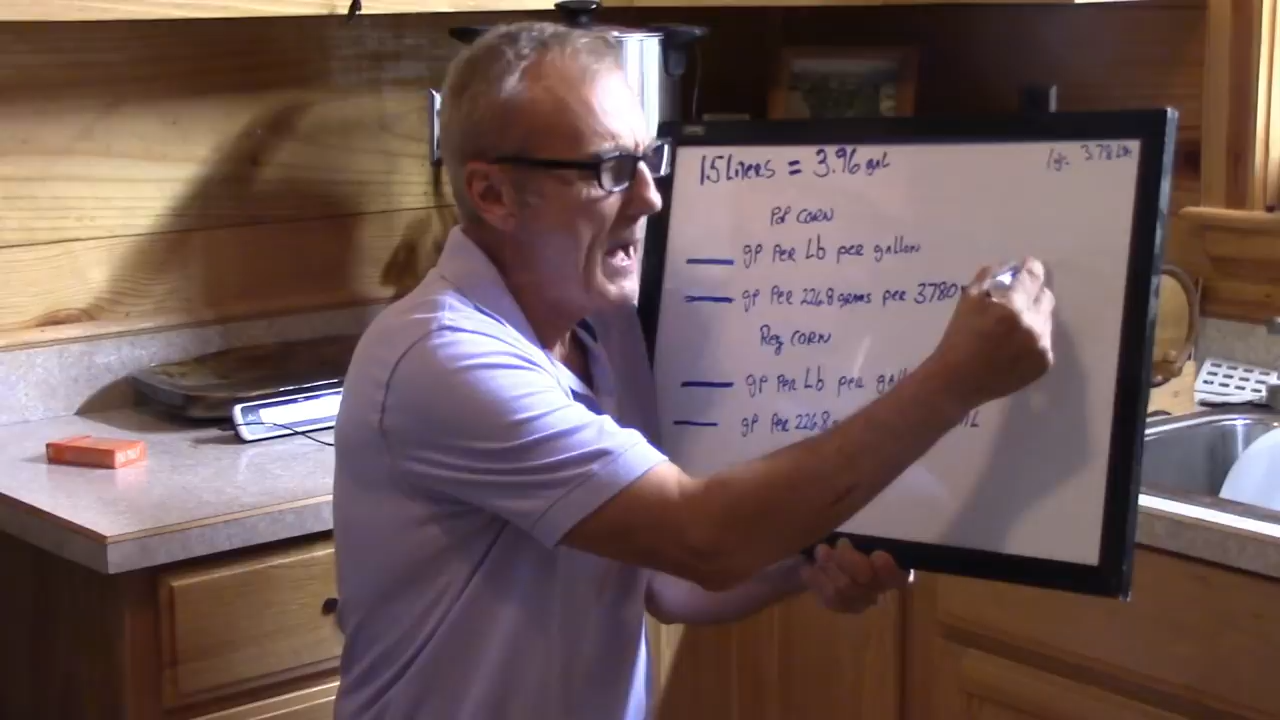 15 Liters = 3.96 gal
1g= 3.78 Ltr
Pop CORN
gp Per Lb per gallon
gp Per 226.8 grams per 3780
Reg CORN
gp Per Lb per gall
gp Per 226.8